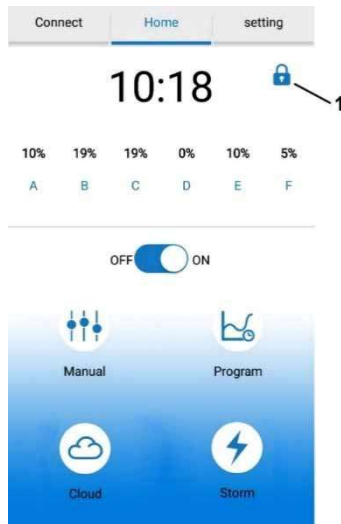 Connect Home setting
10:18
1
10% 19% 19% 0% 10% 5%
A B C D E F
OFF ON
Manual Program
Cloud Storm